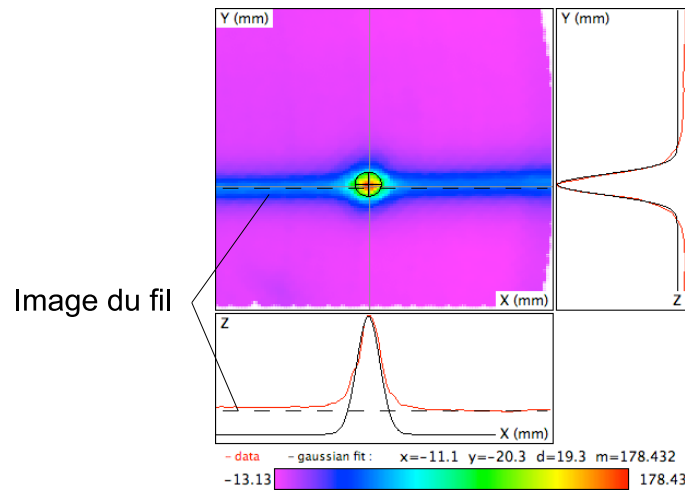 Y (mm)
X (mm)
Y (mm)
Z
Image du fil
Z
X (mm)
– data – gaussian fit : x=−11.1 y=−20.3 d=19.3 m=178.432
−13.13 178.43